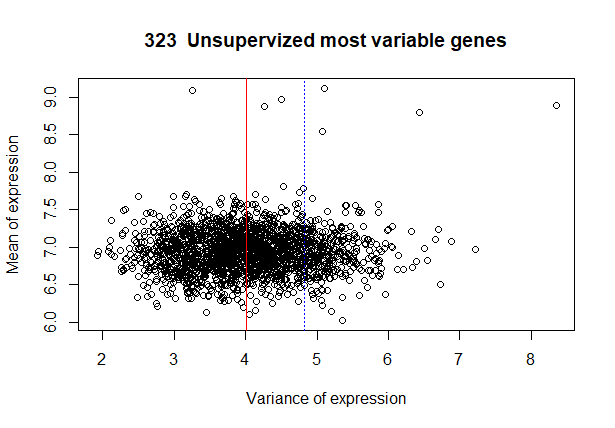 323 Unsupervized most variable genes
Mean of expression
9.0
8.5
8.0
7.5
7.0
6.5
6.0
2 3 4 5 6 7 8
Variance of expression